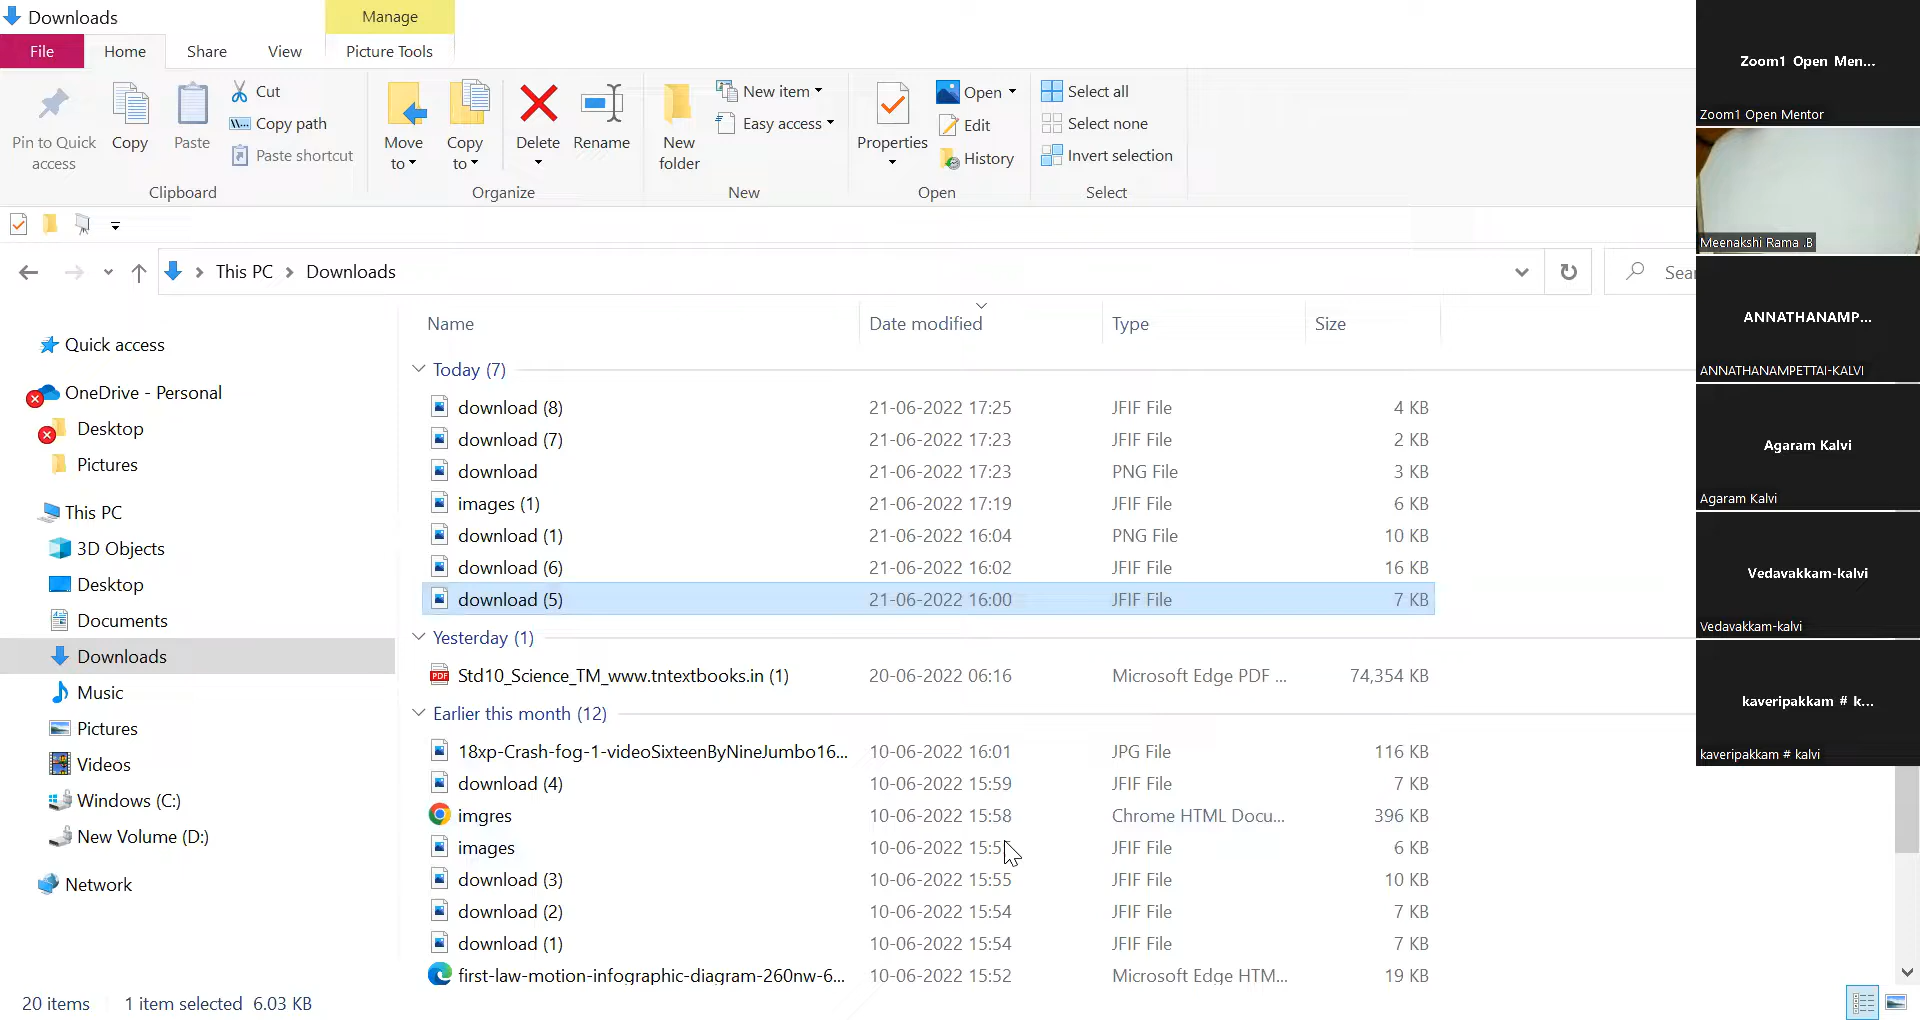 Downloads
Manage
File
Home
Share
View
Picture Tools
Pin to Quick access
Copy
Paste
Cut
Copy path
Paste shortcut
Clipboard
Move to
Copy to
Delete
Rename
Organize
New folder
New item
Easy access
New
Properties
Open
Edit
History
Open
Select all
Select none
Invert selection
Select
This PC
Downloads
Sea
Quick access
OneDrive - Personal
Desktop
Pictures
This PC
3D Objects
Desktop
Documents
Downloads
Music
Pictures
Videos
Windows (C:)
New Volume (D:)
Network
Name Date modified Type Size
Today (7)
download (8) 21-06-2022 17:25 JFIF File 4 KB
download (7) 21-06-2022 17:23 JFIF File 2 KB
download 21-06-2022 17:23 PNG File 3 KB
images (1) 21-06-2022 17:19 JFIF File 6 KB
download (1) 21-06-2022 16:04 PNG File 10 KB
download (6) 21-06-2022 16:02 JFIF File 16 KB
download (5) 21-06-2022 16:00 JFIF File 7 KB
Yesterday (1)
Std10_Science_TM_www.tntextbooks.in (1) 20-06-2022 06:16 Microsoft Edge PDF ... 74,354 KB
Earlier this month (12)
18xp-Crash-fog-1-videoSixteenByNineJumbo16... 10-06-2022 16:01 JPG File 116 KB
download (4) 10-06-2022 15:59 JFIF File 7 KB
imgres 10-06-2022 15:58 Chrome HTML Docu... 396 KB
images 10-06-2022 JFIF File 6 KB
download (3) 10-06-2022 15:55 JFIF File 10 KB
download (2) 10-06-2022 15:54 JFIF File 7 KB
download (1) 10-06-2022 15:54 JFIF File 7 KB
first-law-motion-infographic-diagram-260nw-6... 10-06-2022 15:52 Microsoft Edge HTM... 19 KB
20 items 1 item selected 6.03 KB
Zoom1 Open Men...
Zoom1 Open Mentor
Meenakshi Rama .B
ANNATHANAMP...
ANNATHANAMPETTAI-KALVI
Agaram Kalvi
Agaram Kalvi
Vedavakkam-kalvi
Vedavakkam-kalvi
kaveripakkam # k...
kaveripakkam # kalvi